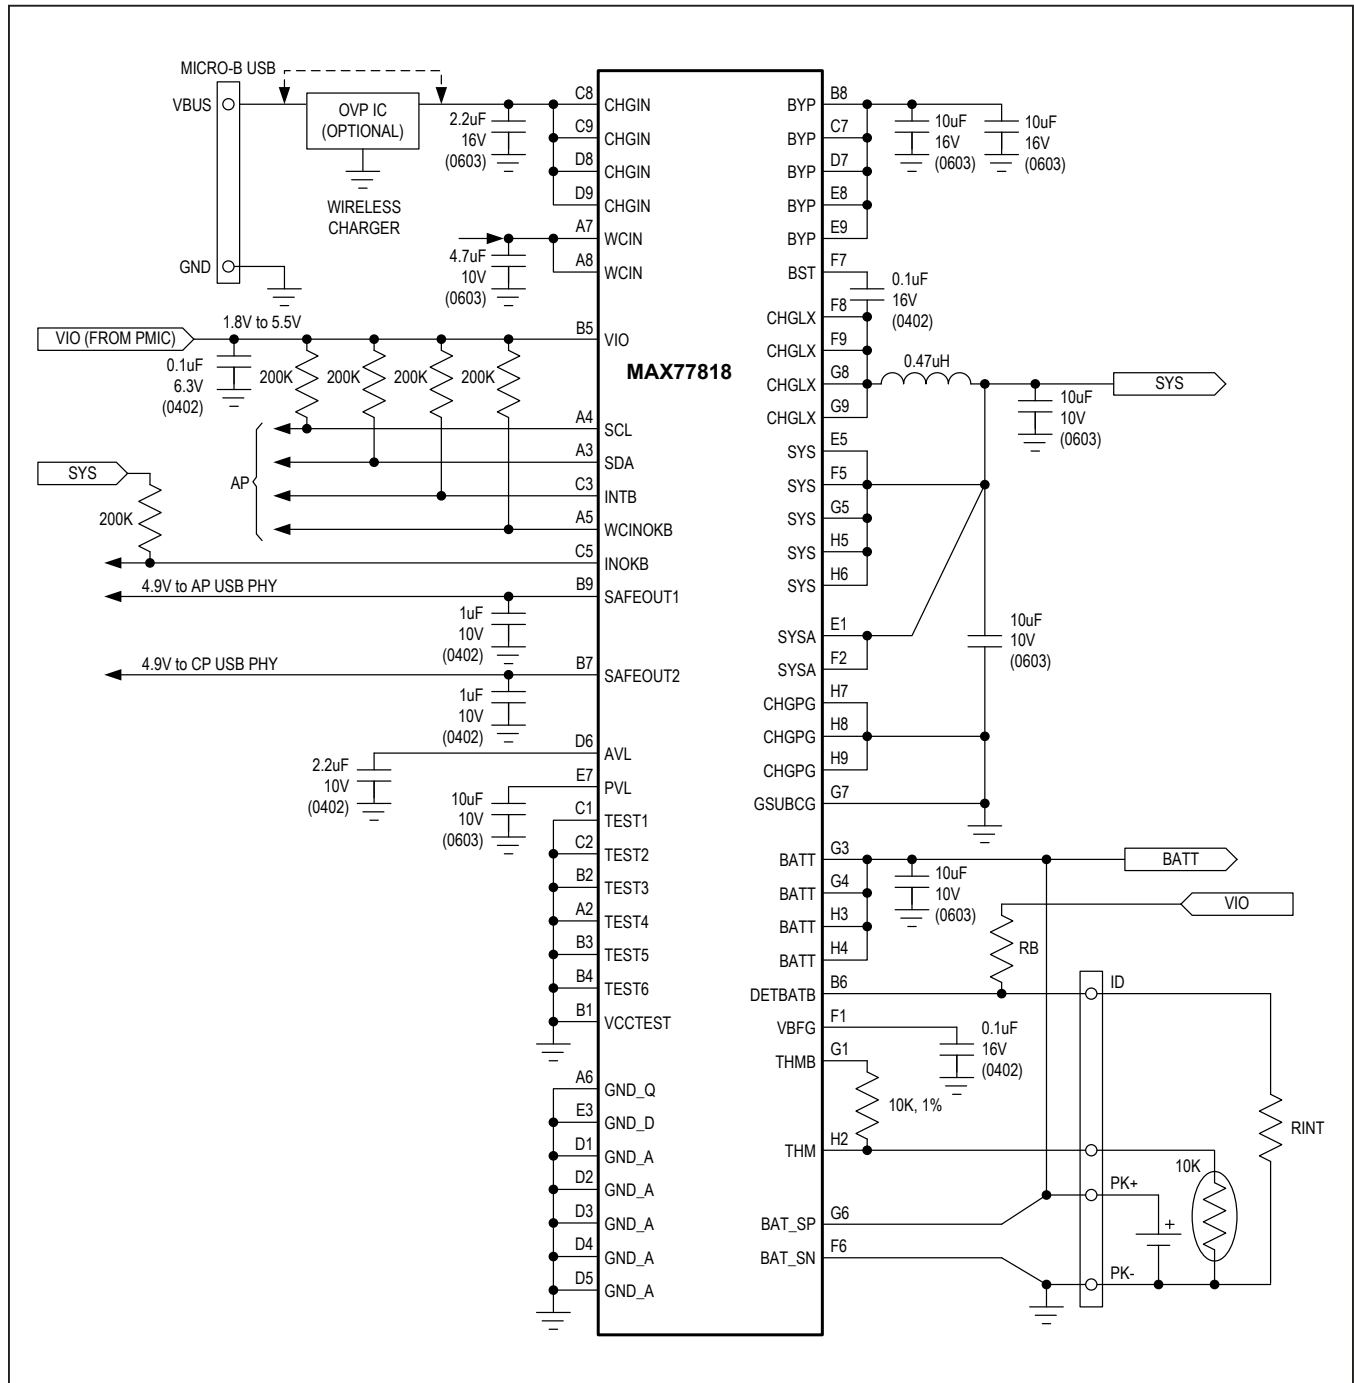 MICRO-B USB
VBUS
OVP IC
(OPTIONAL)
WIRELESS
CHARGER
GND
2.2uF
16V
(0603)
4.7uF
10V
(0603)
VIO (FROM PMIC)
1.8V to 5.5V
0.1uF
6.3V
(0402)
200K
200K
200K
200K
AP
SYS
200K
4.9V to AP USB PHY
1uF
10V
(0402)
4.9V to CP USB PHY
1uF
10V
(0402)
2.2uF
10V
(0402)
10uF
10V
(0603)
C8 CHGIN
C9 CHGIN
D8 CHGIN
D9 CHGIN
A7 WCIN
A8 WCIN
B5 VIO
A4 SCL
A3 SDA
C3 INTB
A5 WCINOKB
C5 INOKB
B9 SAFEOUT1
B7 SAFEOUT2
D6 AVL
E7 PVL
C1 TEST1
C2 TEST2
B2 TEST3
A2 TEST4
B3 TEST5
B4 TEST6
B1 VCCTEST
A6 GND_Q
E3 GND_D
D1 GND_A
D2 GND_A
D3 GND_A
D4 GND_A
D5 GND_A
MAX77818
BYP B8
BYP C7
BYP D7
BYP E8
BYP E9
BST F7
CHGLX F8
CHGLX F9
CHGLX G8
CHGLX G9
SYS E5
SYS F5
SYS G5
SYS H5
SYS H6
SYSA E1
SYSA F2
CHGPG H7
CHGPG H8
CHGPG H9
GSUBCG G7
BATT G3
BATT G4
BATT H3
BATT H4
DETBATB B6
VBFG F1
THMB G1
THM H2
BAT_SP G6
BAT_SN F6
10uF
16V
(0603)
10uF
16V
(0603)
0.1uF
16V
(0402)
0.47uH
SYS
10uF
10V
(0603)
10uF
10V
(0603)
BATT
10uF
10V
(0603)
VIO
RB
ID
0.1uF
16V
(0402)
10K, 1%
RINT
10K
PK+
+
PK-